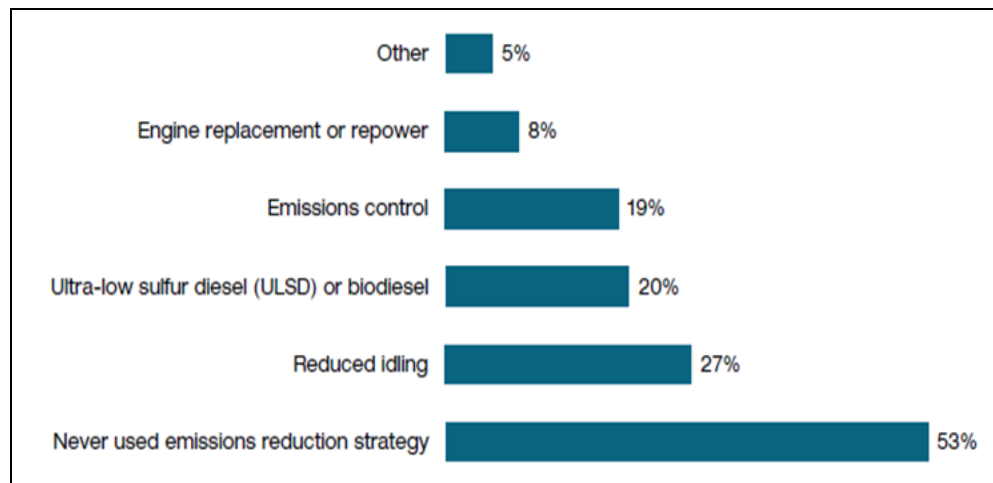 Other 5%
Engine replacement or repower 8%
Emissions control 19%
Ultra-low sulfur diesel (ULSD) or biodiesel 20%
Reduced idling 27%
Never used emissions reduction strategy 53%